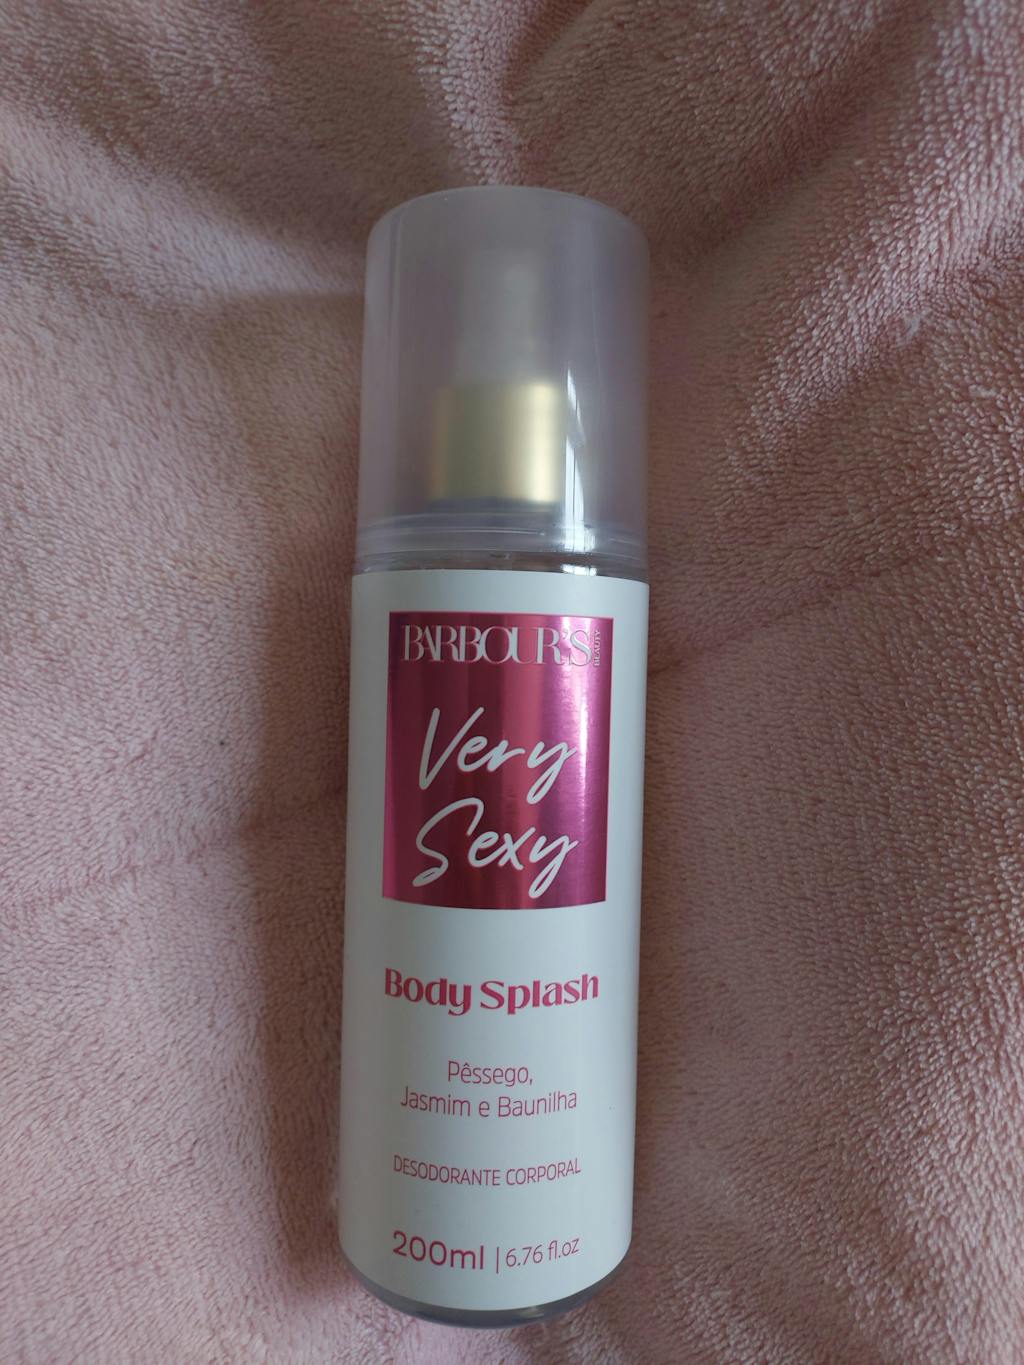 BARBOUR'S BEAUTY
Very
Sexy
Body Splash
Pêssego,
Jasmim e Baunilha
DESODORANTE CORPORAL
200ml | 6.76 fl.oz